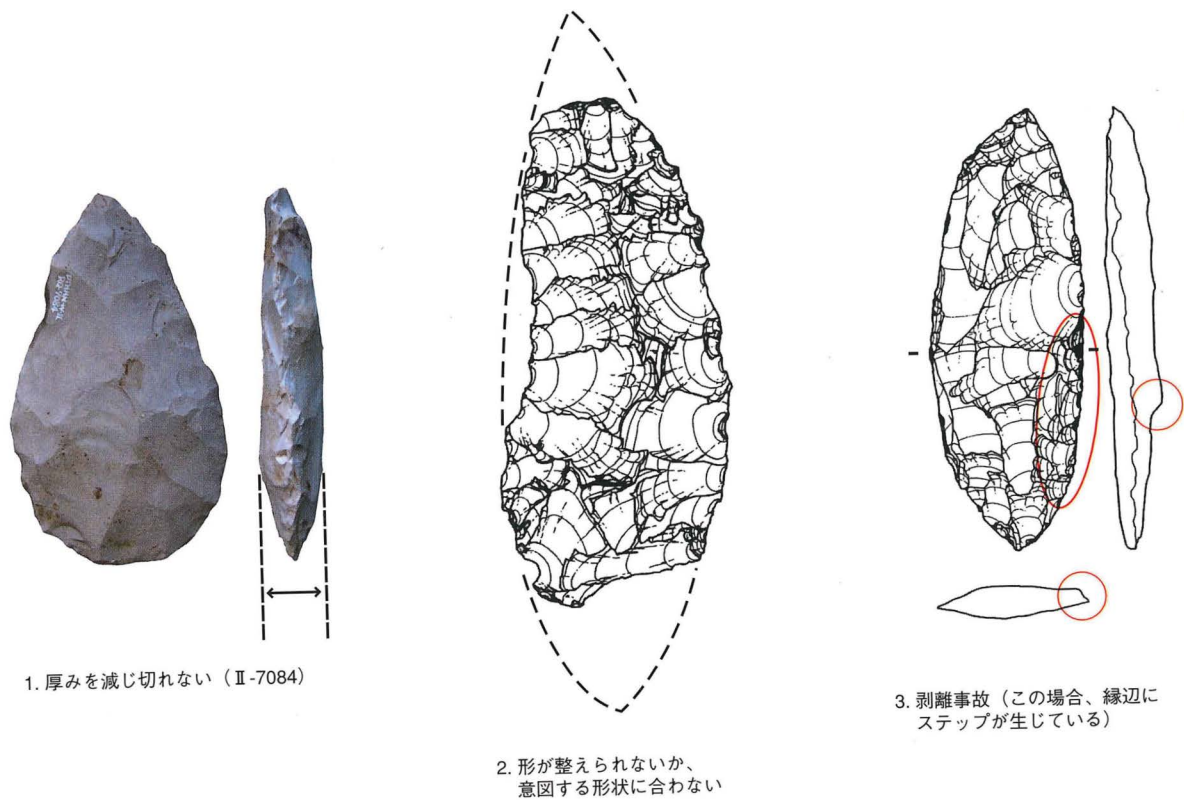 1. 厚みを減じ切れない（Ⅱ-7084）
2. 形が整えられないか、
意図する形状に合わない
3. 剥離事故（この場合、縁辺に
ステップが生じている）